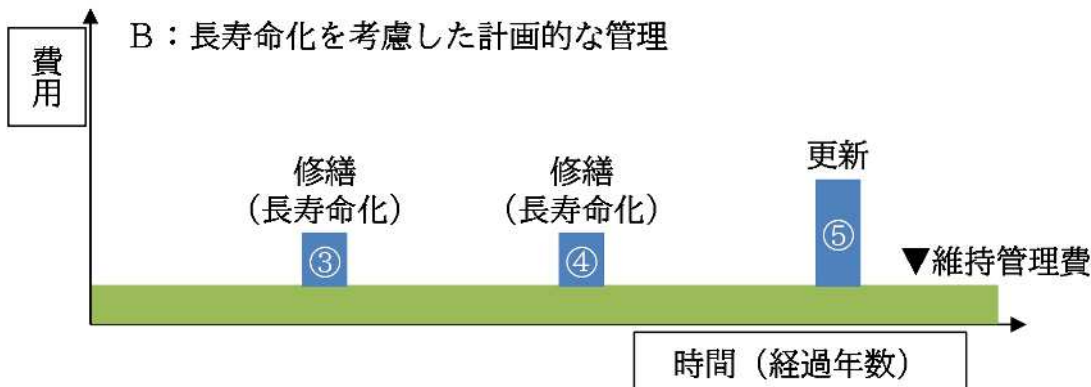 B：長寿命化を考慮した計画的な管理
費
用
修繕
（長寿命化）
修繕
（長寿命化）
更新
③
④
⑤
▼維持管理費
時間（経過年数）